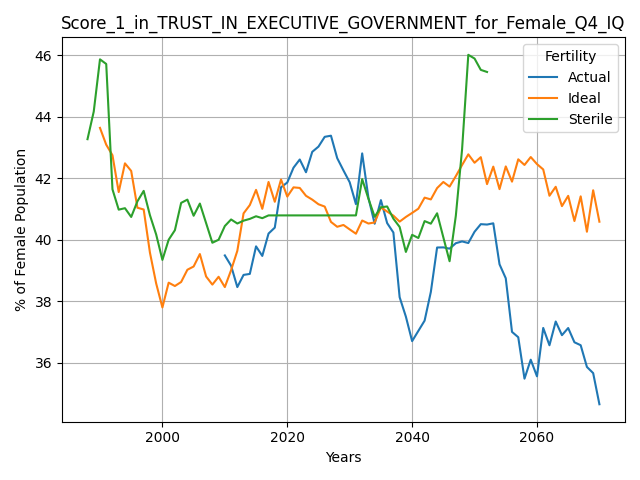 Score_1_in_TRUST_IN_EXECUTIVE_GOVERNMENT_for_Female_Q4_IQ
46
44
42
40
38
36
% of Female Population
2000
2020
2040
2060
Years
Fertility
Actual
Ideal
Sterile